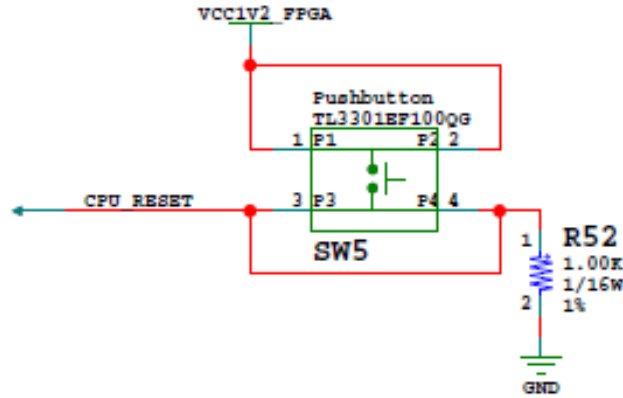 VCC1V2_FPGA
Pushbutton
TL3301EF100QG
1 P1 P2 2
CPU_RESET 3 P3 P4 4
SW5
1 R52
1.00K
1/16W
2 1%
GND